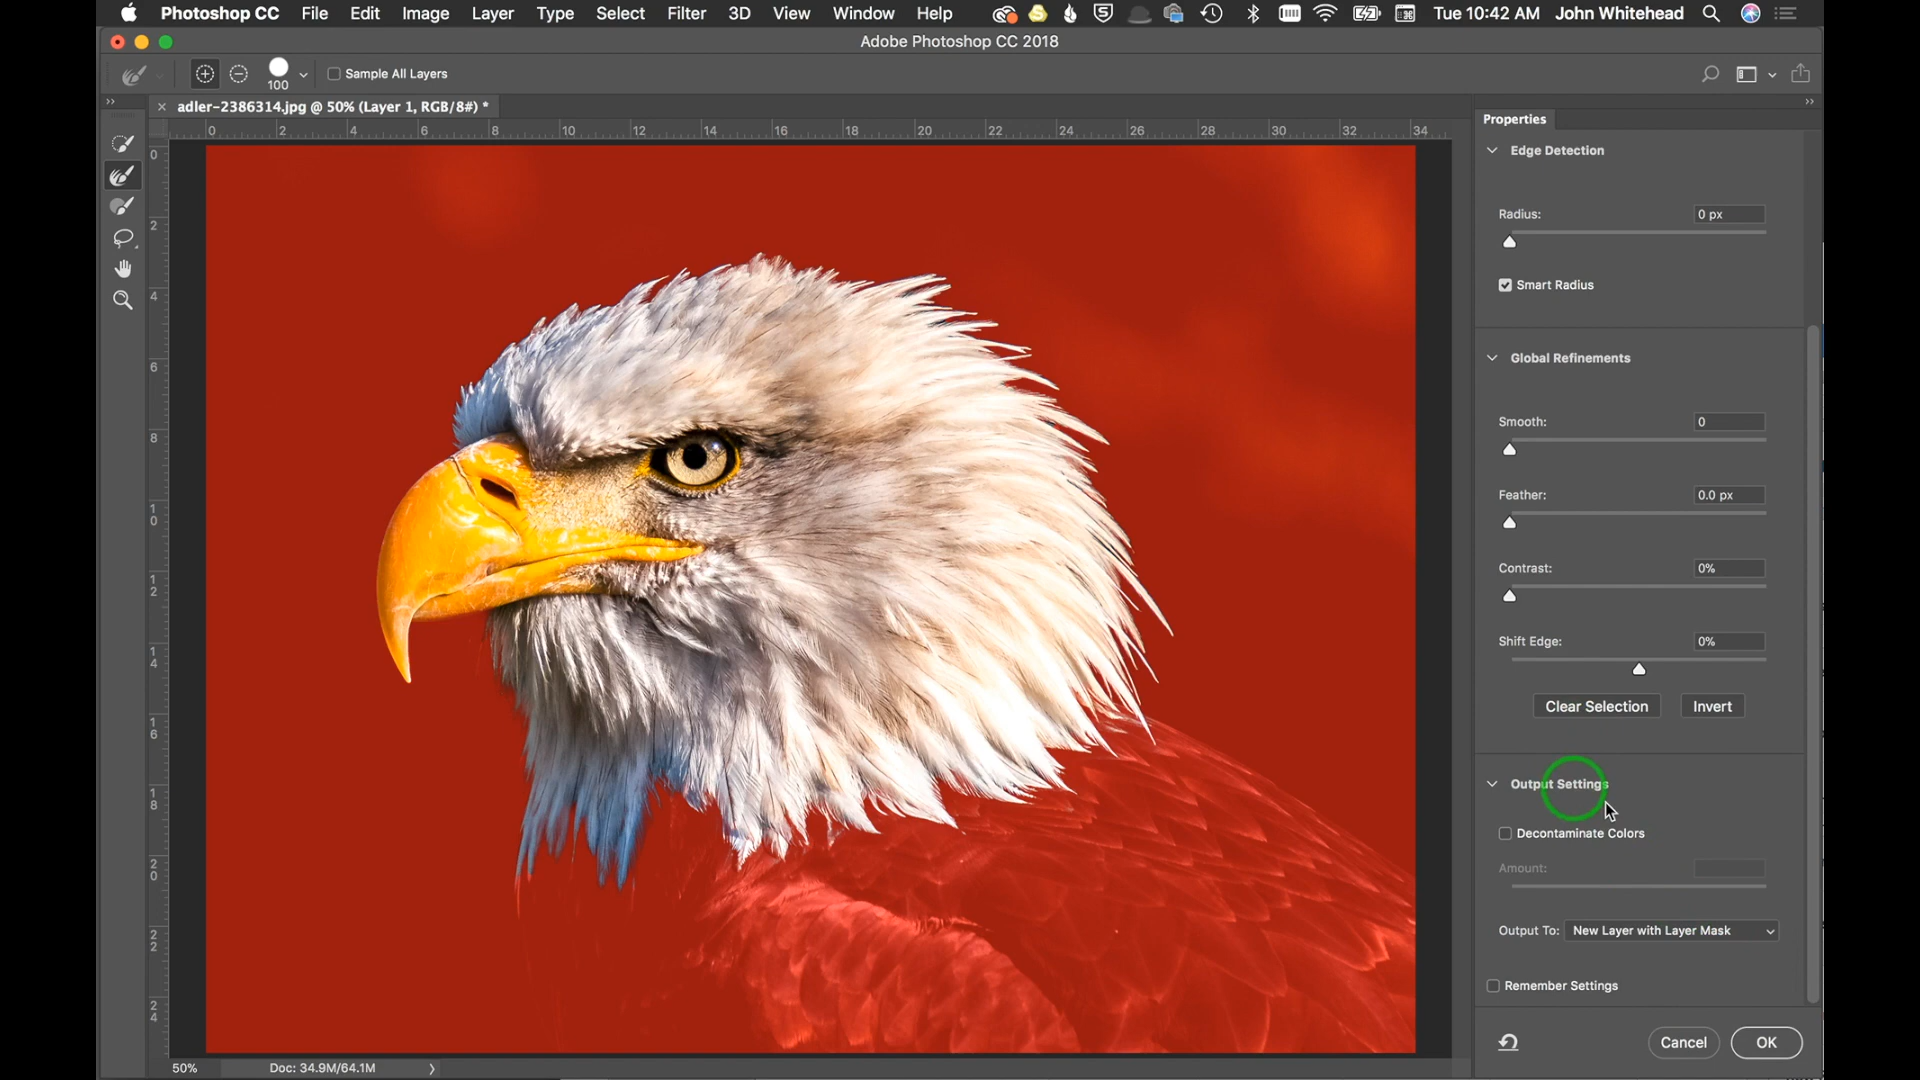 Photoshop CC File Edit Image Layer Type Select Filter 3D View Window Help Tue 10:42 AM John Whitehead
Adobe Photoshop CC 2018
100
Sample All Layers
adler-2386314.jpg @ 50% (Layer 1, RGB/8#) *
0 2 4 6 8 10 12 14 16 18 20 22 24 26 28 30 32 34
0
2
4
6
8
10
12
14
16
18
20
22
24
Properties
Edge Detection
Radius: 0 px
Smart Radius
Global Refinements
Smooth: 0
Feather: 0.0 px
Contrast: 0%
Shift Edge: 0%
Clear Selection Invert
Output Settings
Decontaminate Colors
Amount:
Output To: New Layer with Layer Mask
Remember Settings
Cancel OK
50% Doc: 34.9M/64.1M